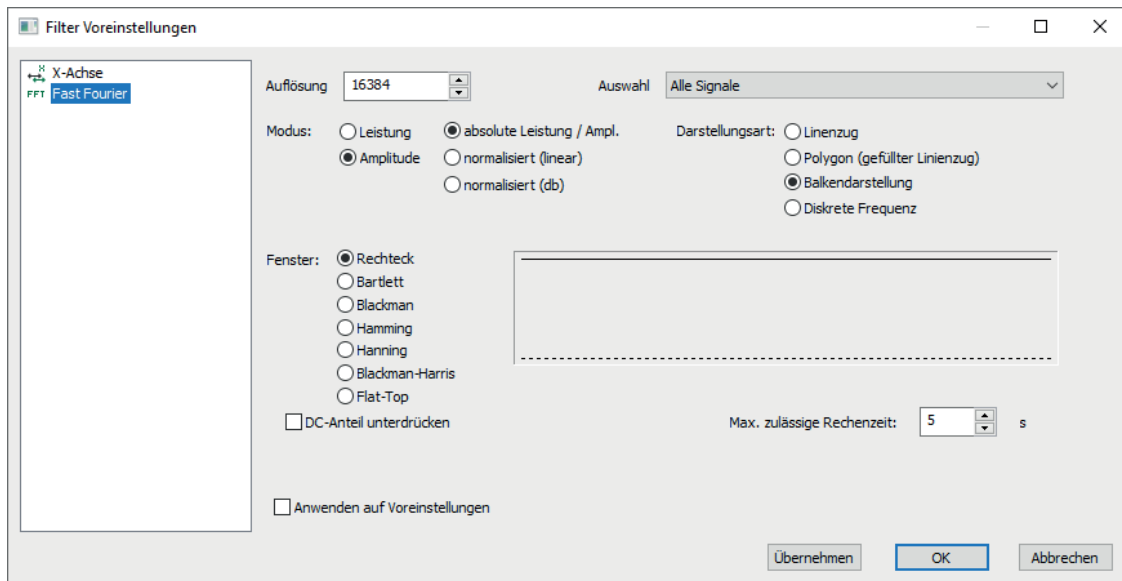 Filter Voreinstellungen
X-Achse
FFT Fast Fourier
Auflösung 16384 Auswahl Alle Signale
Modus: Leistung absolute Leistung / Ampl. Darstellungsart: Linenzug
Amplitude normalisiert (linear) Polygon (gefüllter Linienzug)
normalisiert (db) Balkendarstellung
Diskrete Frequenz
Fenster: Rechteck
Bartlett
Blackman
Hamming
Hanning
Blackman-Harris
Flat-Top
DC-Anteil unterdrücken Max. zulässige Rechenzeit: 5 s
Anwenden auf Voreinstellungen
Übernehmen OK Abbrechen